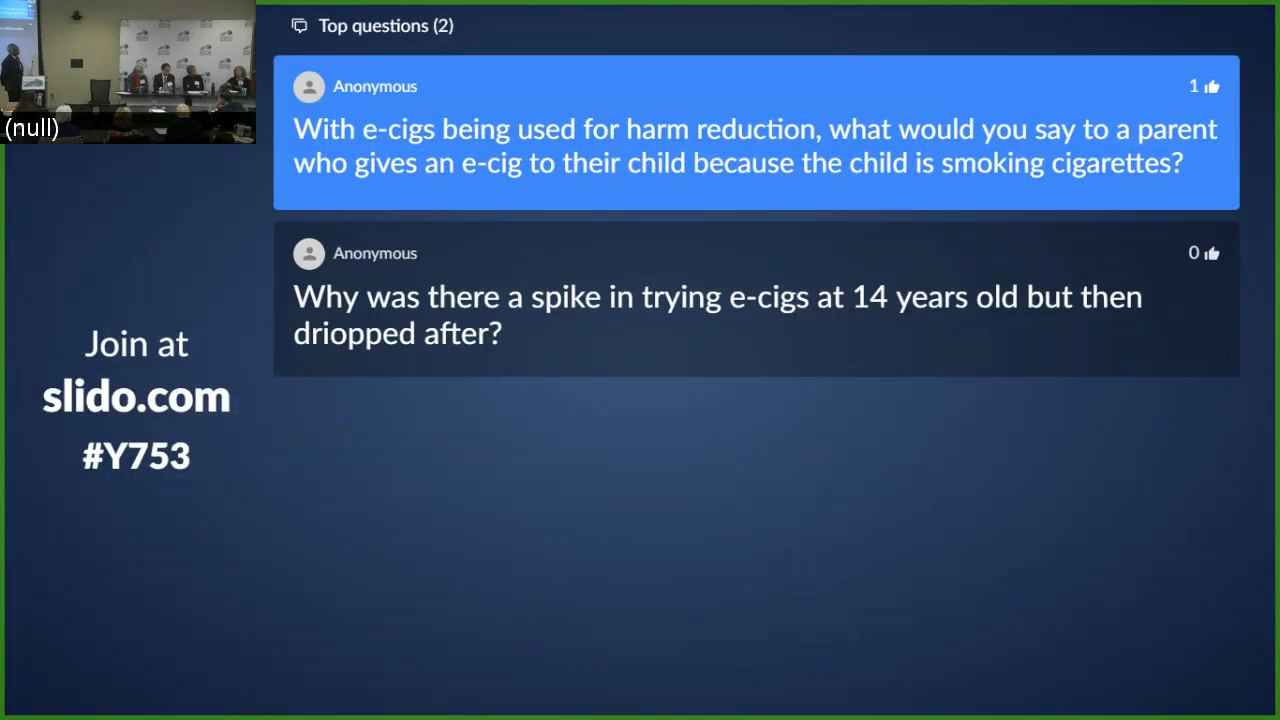 (null)
Top questions (2)
Anonymous
1
With e-cigs being used for harm reduction, what would you say to a parent
who gives an e-cig to their child because the child is smoking cigarettes?
Anonymous
0
Why was there a spike in trying e-cigs at 14 years old but then
driopped after?
Join at
slido.com
#Y753